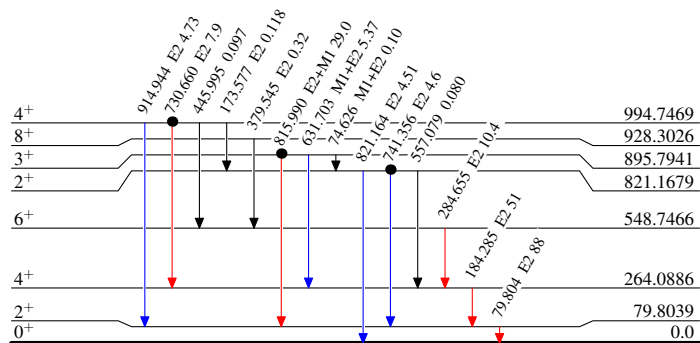 914.944 E2 4.73
730.660 E2 7.9
445.995 0.097
173.577 E2 0.118
379.545 E2 0.32
815.990 E2+M1 29.0
631.703 M1+E2 5.37
74.626 M1+E2 0.10
821.164 E2 4.51
741.356 E2 4.6
557.079 0.080
284.655 E2 10.4
184.285 E2 51
79.804 E2 88
4⁺ 994.7469
8⁺ 928.3026
3⁺ 895.7941
2⁺ 821.1679
6⁺ 548.7466
4⁺ 264.0886
2⁺ 79.8039
0⁺ 0.0